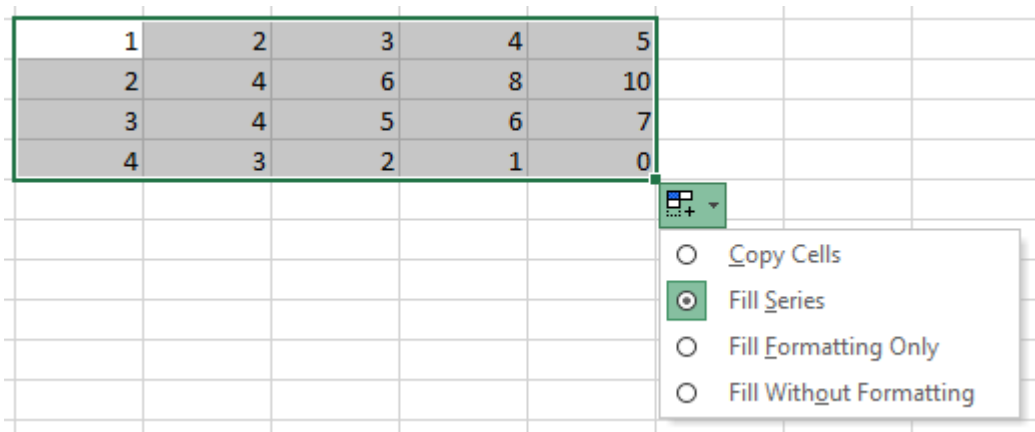 1 2 3 4 5
2 4 6 8 10
3 4 5 6 7
4 3 2 1 0
Copy Cells
Fill Series
Fill Formatting Only
Fill Without Formatting